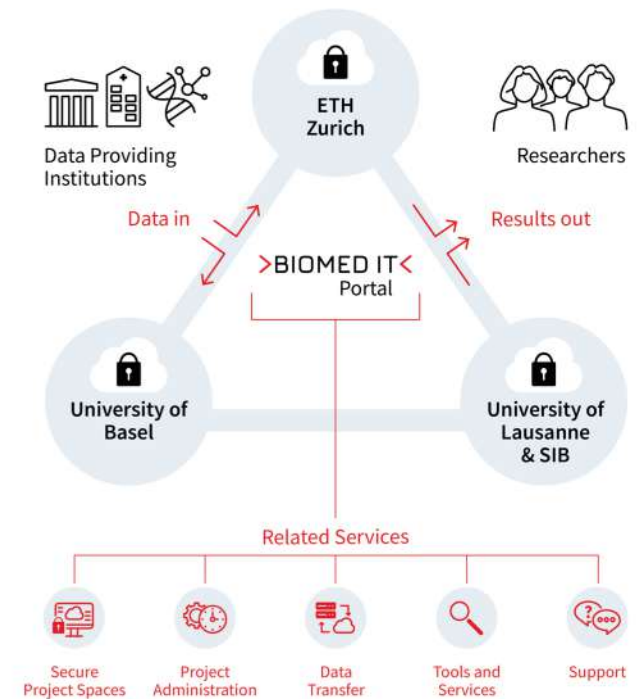 ETH
Zurich
Data Providing
Institutions
Researchers
Data in
Results out
>BIOMED IT<
Portal
University of
Basel
University of
Lausanne
& SIB
Related Services
Secure
Project Spaces
Project
Administration
Data
Transfer
Tools and
Services
Support